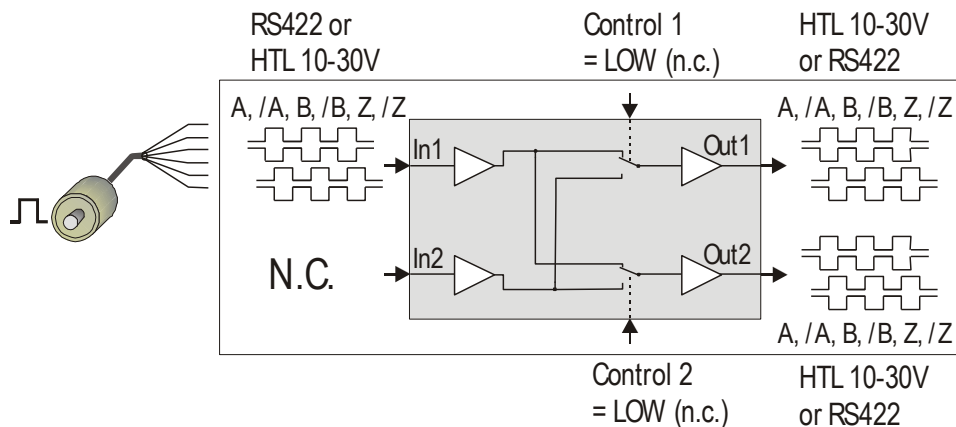 RS422 or
HTL 10-30V
Control 1
= LOW (n.c.)
HTL 10-30V
or RS422
A, /A, B, /B, Z, /Z
A, /A, B, /B, Z, /Z
In1
Out1
In2
Out2
N.C.
A, /A, B, /B, Z, /Z
Control 2
= LOW (n.c.)
HTL 10-30V
or RS422